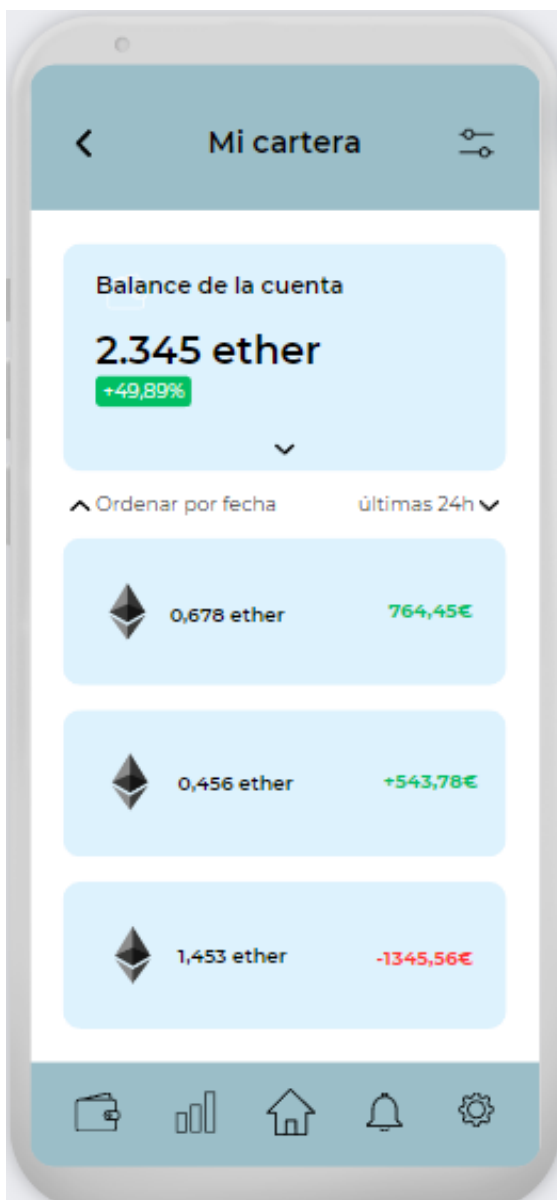 Mi cartera
Balance de la cuenta
2.345 ether
+49,89%
Ordenar por fecha últimas 24h
0,678 ether 764,45€
0,456 ether +543,78€
1,453 ether -1345,56€